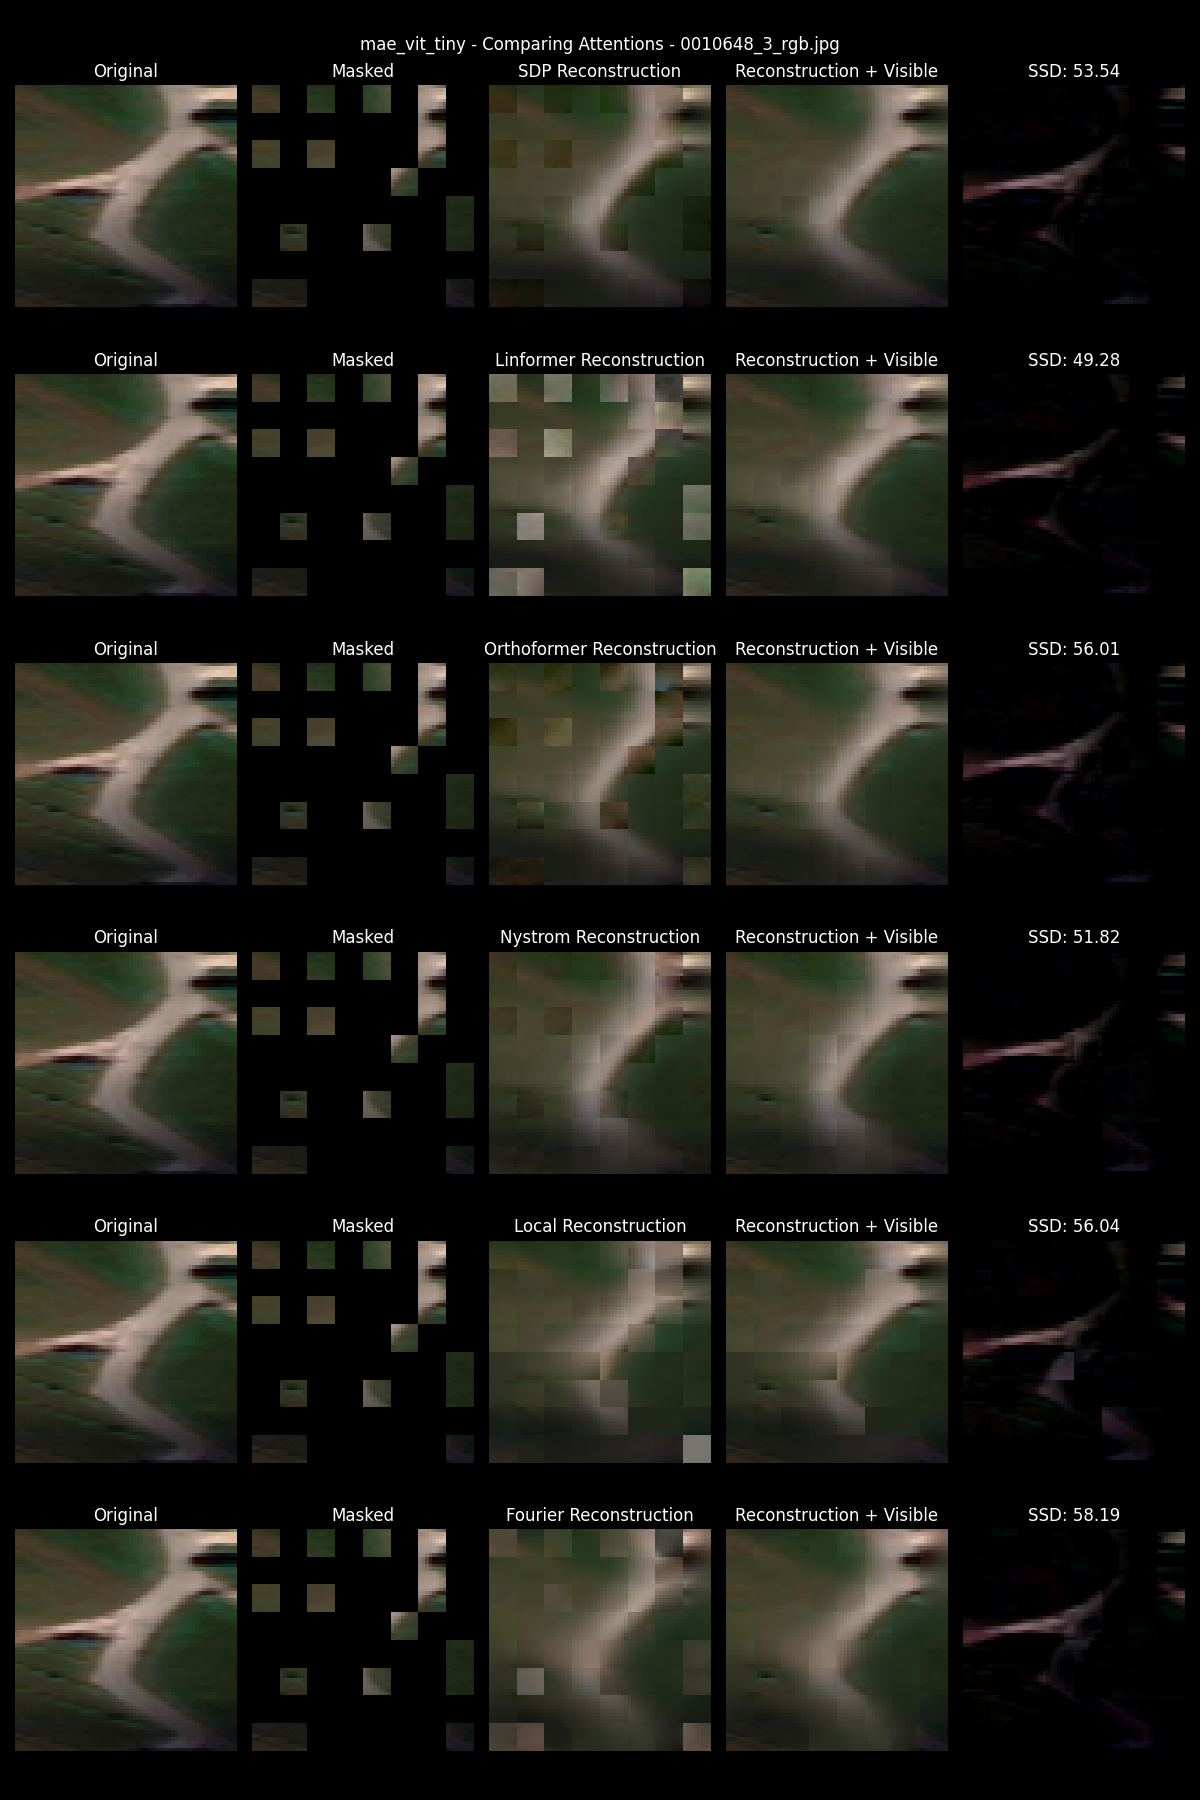 mae_vit_tiny - Comparing Attentions - 0010648_3_rgb.jpg
Original Masked SDP Reconstruction Reconstruction + Visible SSD: 53.54
Original Masked Linformer Reconstruction Reconstruction + Visible SSD: 49.28
Original Masked Orthoformer Reconstruction Reconstruction + Visible SSD: 56.01
Original Masked Nystrom Reconstruction Reconstruction + Visible SSD: 51.82
Original Masked Local Reconstruction Reconstruction + Visible SSD: 56.04
Original Masked Fourier Reconstruction Reconstruction + Visible SSD: 58.19